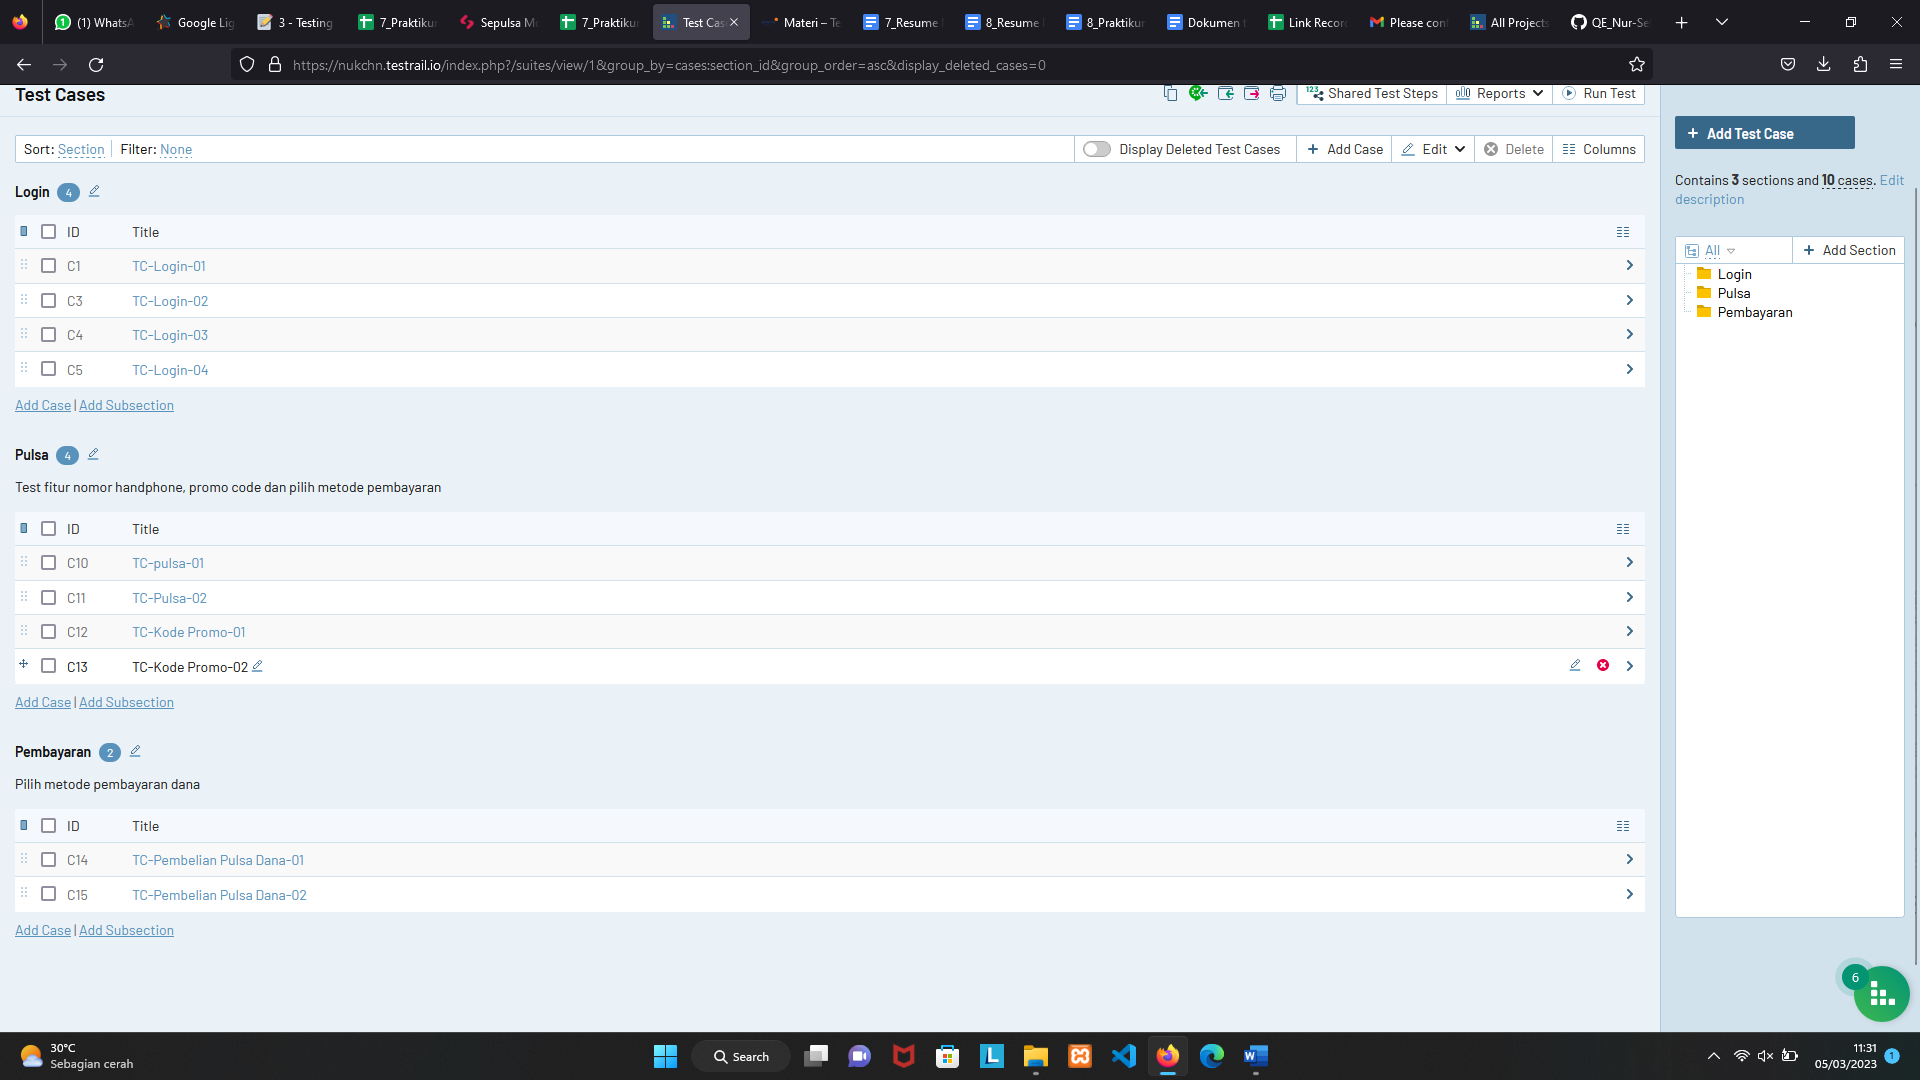 (1) WhatsA
Google Lig
3 - Testing
7_Praktiku
Sepulsa M
7_Praktiku
Test Cas
Materi – Te
7_Resume
8_Resume
8_Praktiku
Dokumen
Link Recor
Please con
All Projects
QE_Nur-Se
https://nukchn.testrail.io/index.php?/suites/view/1&group_by=cases:section_id&group_order=asc&display_deleted_cases=0
Test Cases
Shared Test Steps
Reports
Run Test
Sort: Section
Filter: None
Display Deleted Test Cases
Add Case
Edit
Delete
Columns
Login 4
ID Title
C1 TC-Login-01
C3 TC-Login-02
C4 TC-Login-03
C5 TC-Login-04
Add Case | Add Subsection
Pulsa 4
Test fitur nomor handphone, promo code dan pilih metode pembayaran
ID Title
C10 TC-pulsa-01
C11 TC-Pulsa-02
C12 TC-Kode Promo-01
C13 TC-Kode Promo-02
Add Case | Add Subsection
Pembayaran 2
Pilih metode pembayaran dana
ID Title
C14 TC-Pembelian Pulsa Dana-01
C15 TC-Pembelian Pulsa Dana-02
Add Case | Add Subsection
+ Add Test Case
Contains 3 sections and 10 cases. Edit
description
All
+ Add Section
Login
Pulsa
Pembayaran
6
30°C
Sebagian cerah
Search
11:31
05/03/2023
1